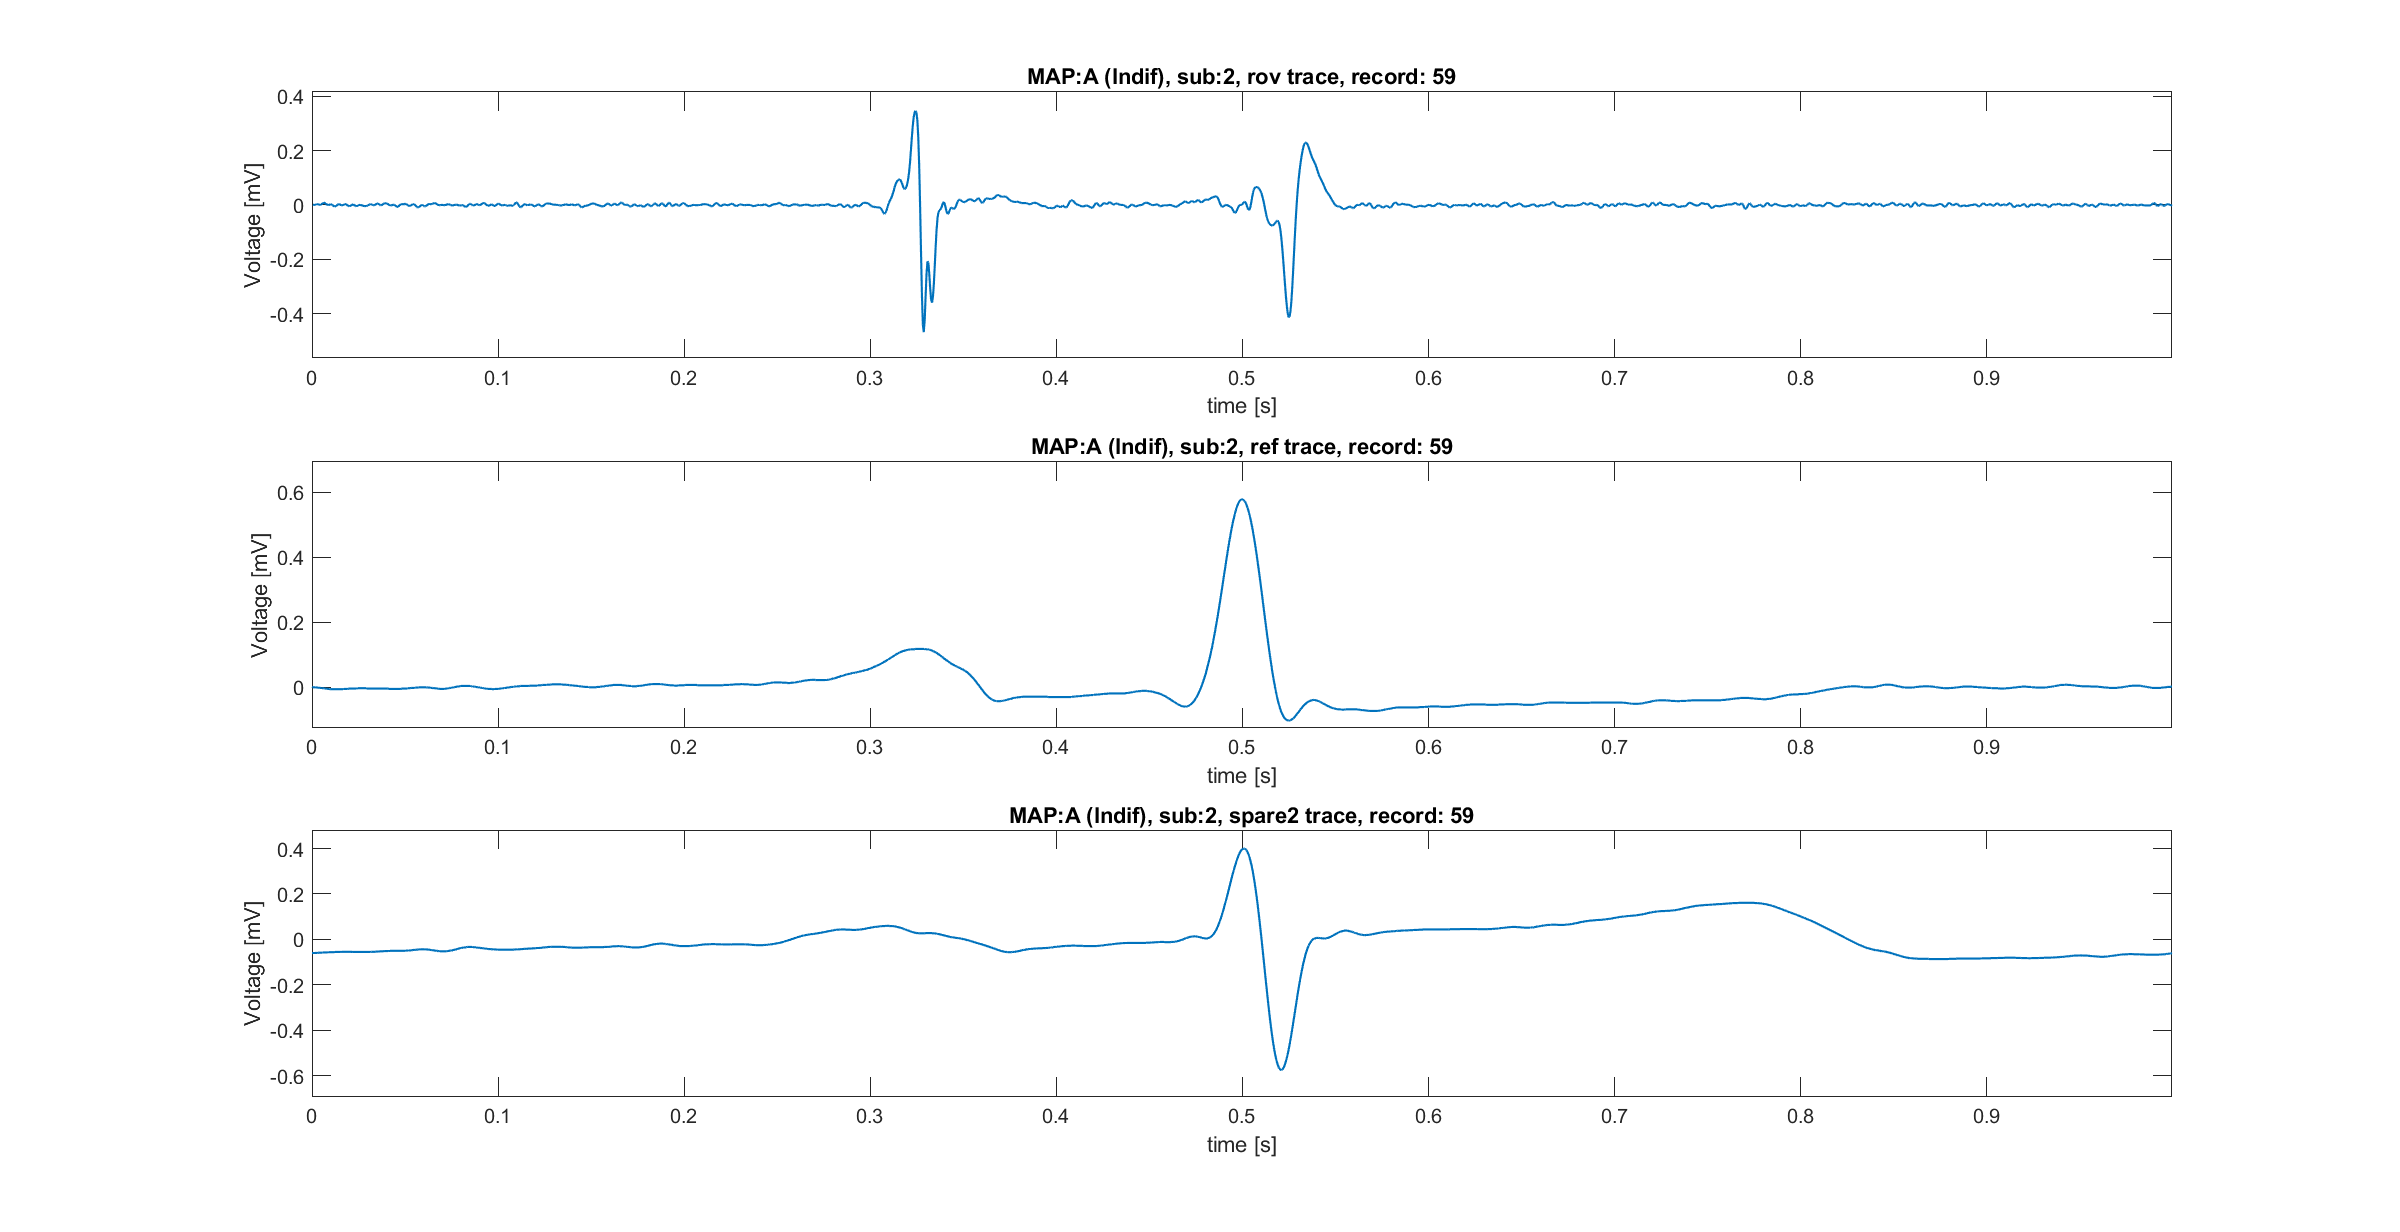 MAP:A (Indif), sub:2, rov trace, record: 59
0.4
0.2
0
-0.2
-0.4
Voltage [mV]
0 0.1 0.2 0.3 0.4 0.5 0.6 0.7 0.8 0.9
time [s]
MAP:A (Indif), sub:2, ref trace, record: 59
0.6
0.4
0.2
0
Voltage [mV]
0 0.1 0.2 0.3 0.4 0.5 0.6 0.7 0.8 0.9
time [s]
MAP:A (Indif), sub:2, spare2 trace, record: 59
0.4
0.2
0
-0.2
-0.4
-0.6
Voltage [mV]
0 0.1 0.2 0.3 0.4 0.5 0.6 0.7 0.8 0.9
time [s]